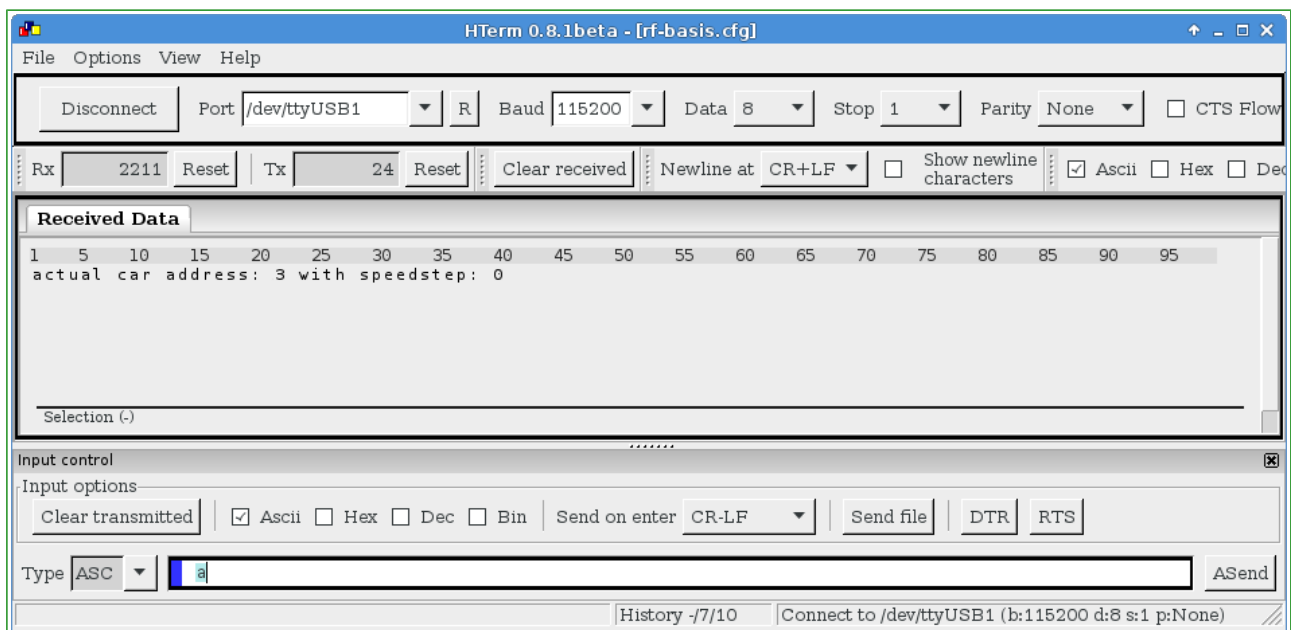 HTerm 0.8.1beta - [rf-basis.cfg]
File Options View Help
Disconnect Port /dev/ttyUSB1 R Baud 115200 Data 8 Stop 1 Parity None CTS Flow
Rx 2211 Reset Tx 24 Reset Clear received Newline at CR+LF Show newline characters Ascii Hex Dec
Received Data
1 5 10 15 20 25 30 35 40 45 50 55 60 65 70 75 80 85 90 95
actual car address: 3 with speedstep: 0
Selection (-)
Input control
Input options
Clear transmitted Ascii Hex Dec Bin Send on enter CR-LF Send file DTR RTS
Type ASC a ASend
History -/7/10 Connect to /dev/ttyUSB1 (b:115200 d:8 s:1 p:None)